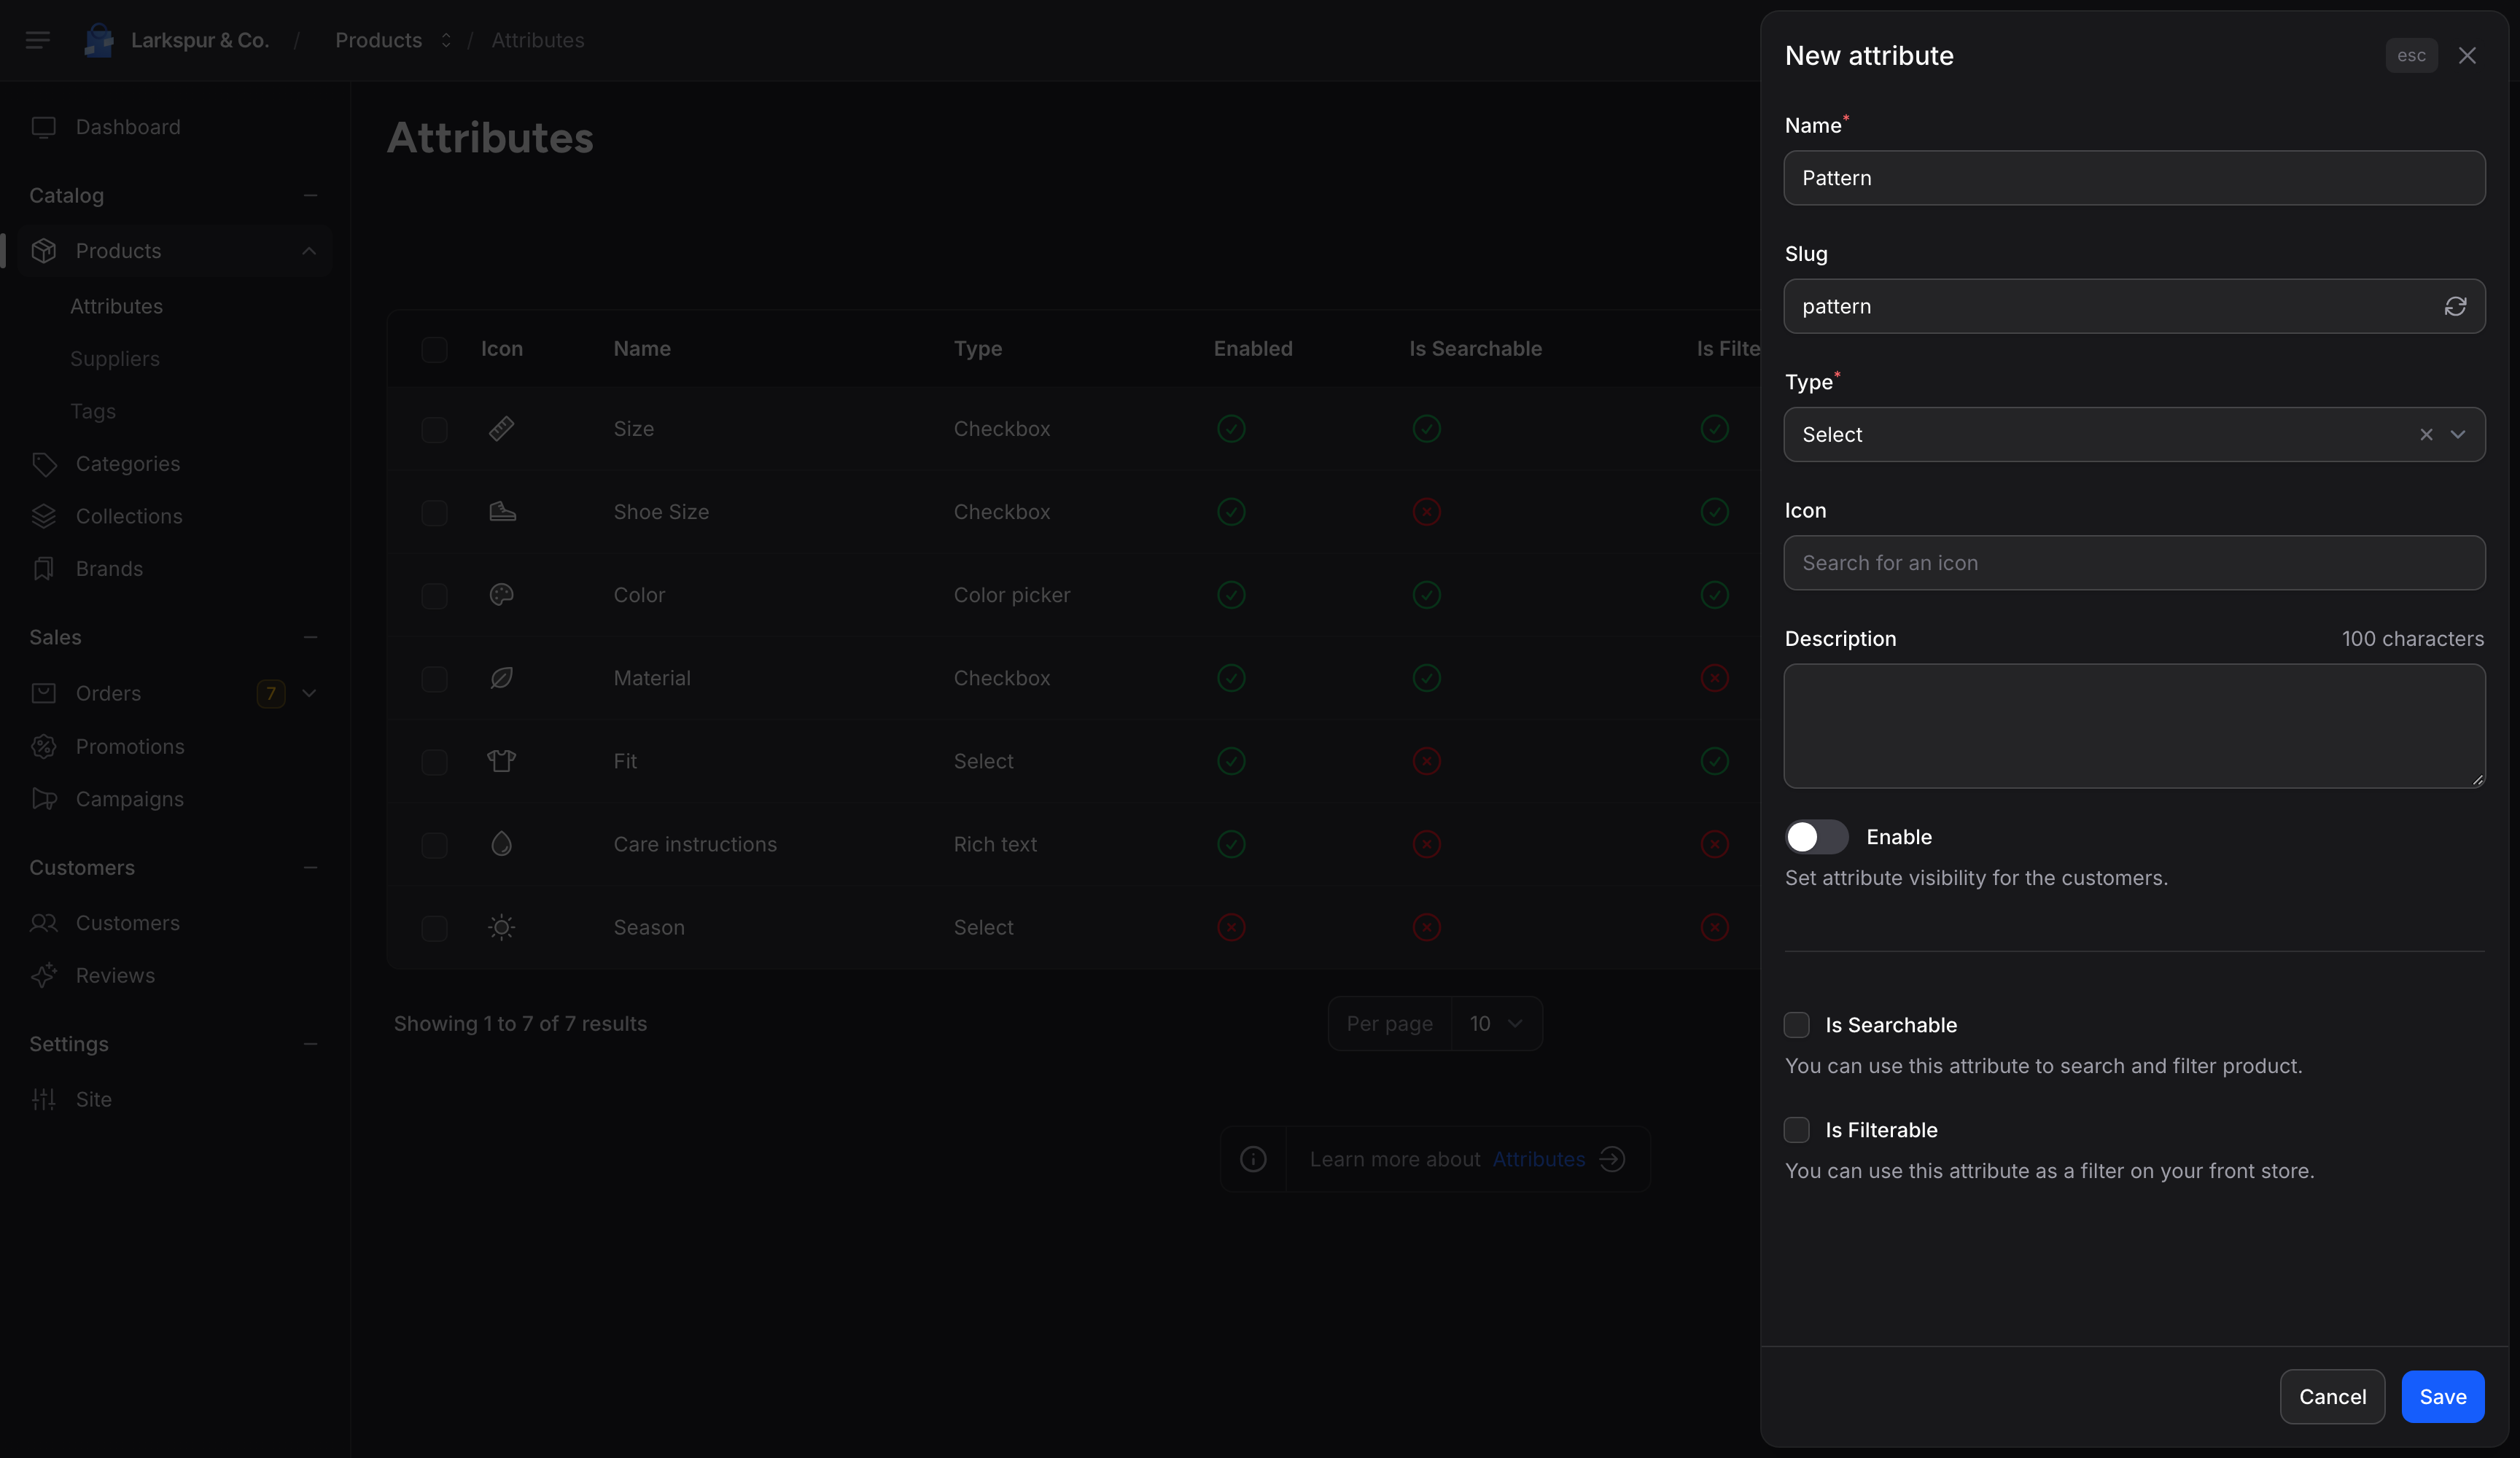 Larkspur & Co. / Products / Attributes
Dashboard
Catalog
Products
Attributes
Suppliers
Tags
Categories
Collections
Brands
Sales
Orders 7
Promotions
Campaigns
Customers
Customers
Reviews
Settings
Site
Attributes
Icon Name Type Enabled Is Searchable Is Filte
Size Checkbox
Shoe Size Checkbox
Color Color picker
Material Checkbox
Fit Select
Care instructions Rich text
Season Select
Showing 1 to 7 of 7 results
Per page 10
Learn more about Attributes
New attribute
esc
Name*
Pattern
Slug
pattern
Type*
Select
Icon
Search for an icon
Description 100 characters
Enable
Set attribute visibility for the customers.
Is Searchable
You can use this attribute to search and filter product.
Is Filterable
You can use this attribute as a filter on your front store.
Cancel Save